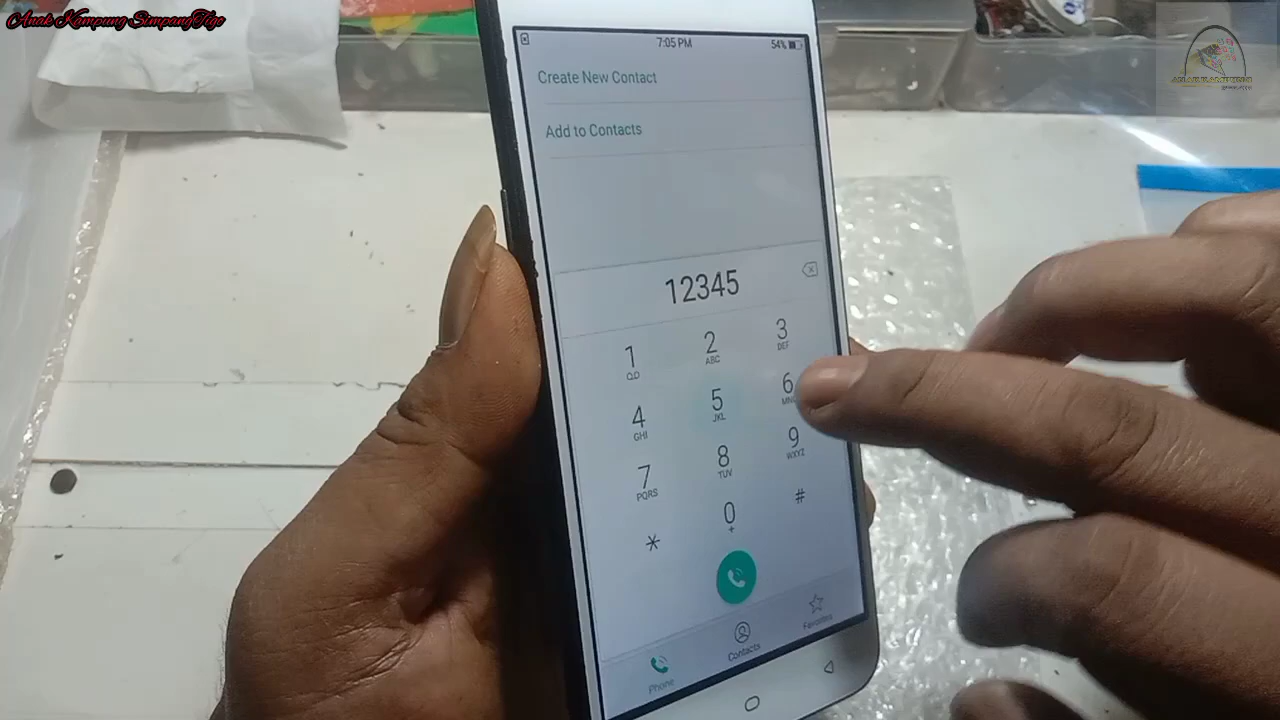 Anak Kampung SimpangTigo
7:05 PM
54%
Create New Contact
Add to Contacts
12345
1
2
ABC
3
DEF
4
GHI
5
JKL
6
7
PQRS
8
TUV
9
WXYZ
*
0
+
#
Phone
Contacts
Favorites